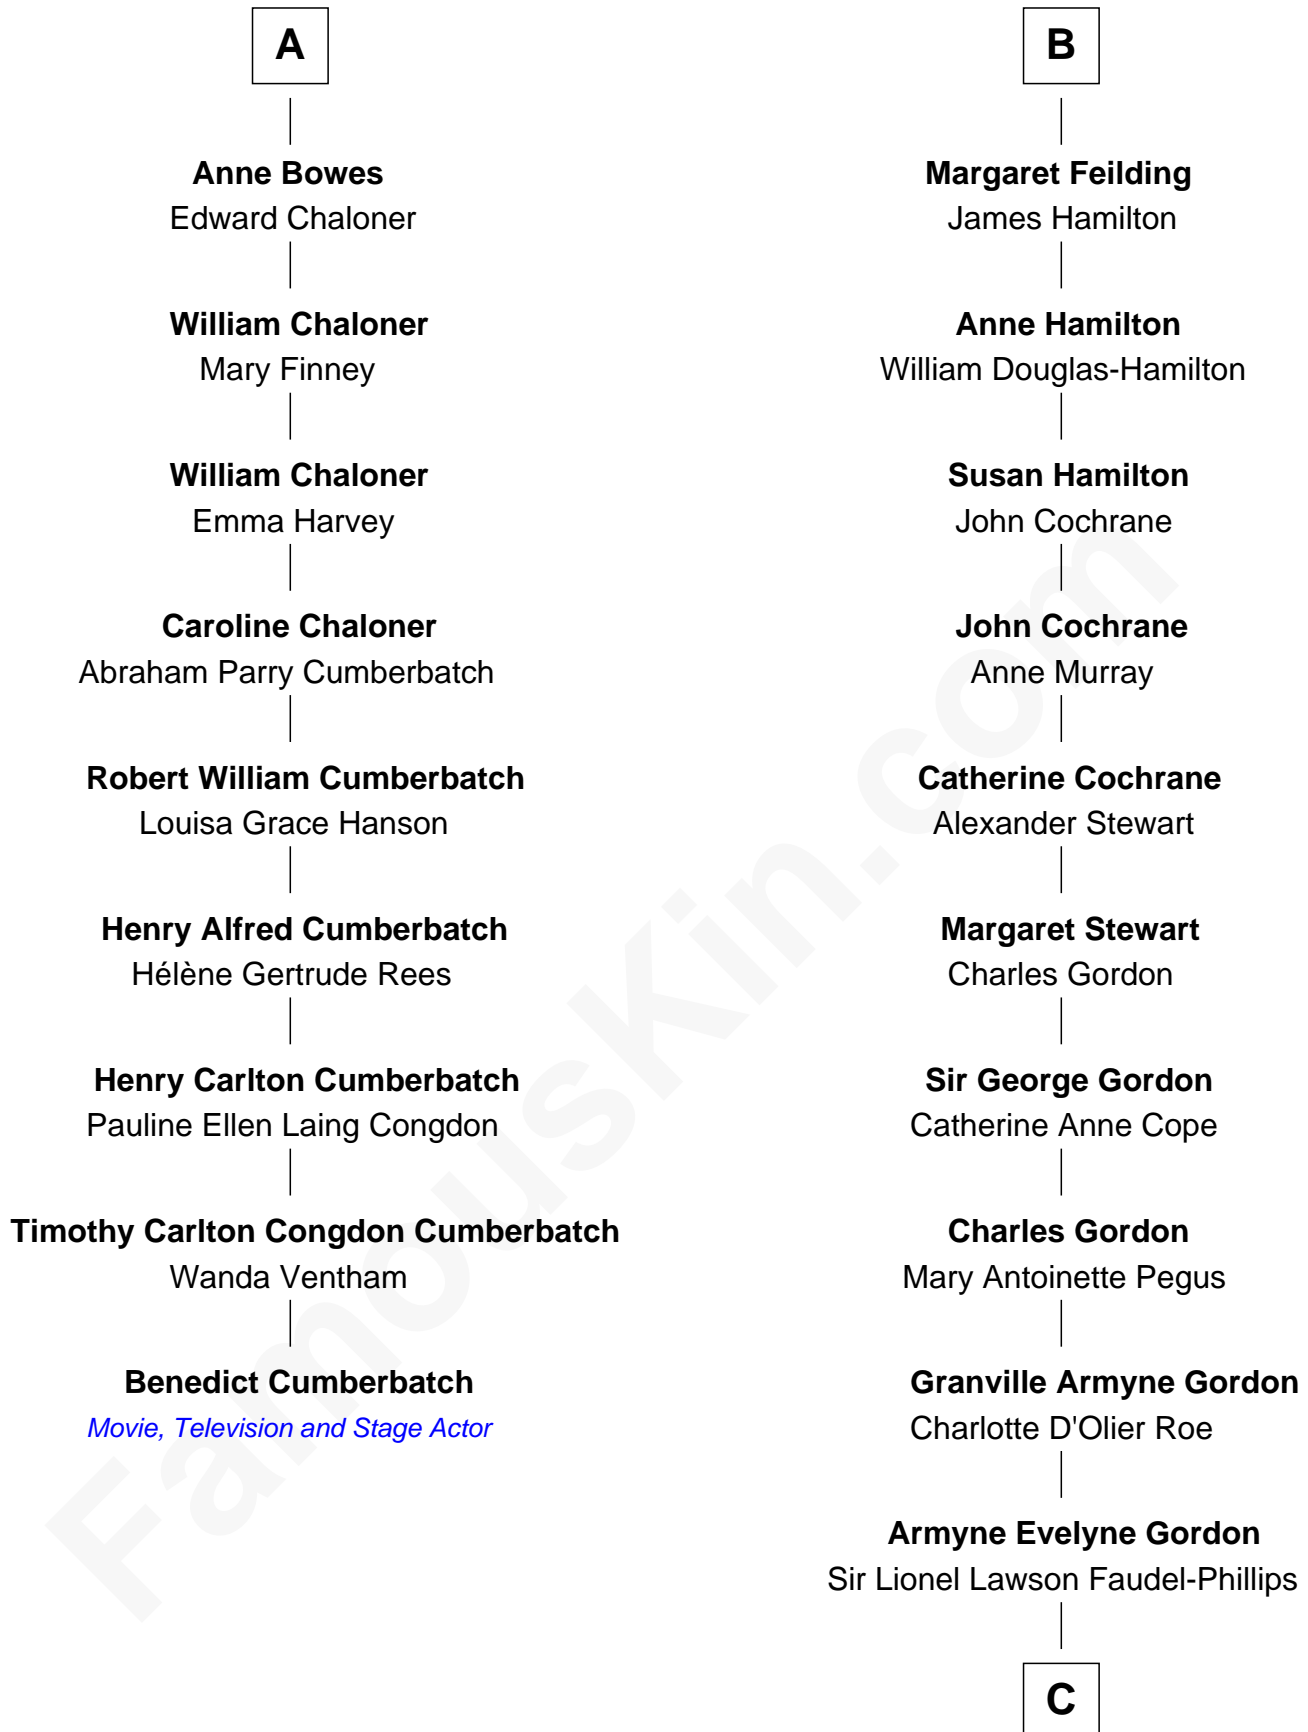 A
Anne Bowes
Edward Chaloner
William Chaloner
Mary Finney
William Chaloner
Emma Harvey
Caroline Chaloner
Abraham Parry Cumberbatch
Robert William Cumberbatch
Louisa Grace Hanson
Henry Alfred Cumberbatch
Hélène Gertrude Rees
Henry Carlton Cumberbatch
Pauline Ellen Laing Congdon
Timothy Carlton Congdon Cumberbatch
Wanda Ventham
Benedict Cumberbatch
Movie, Television and Stage Actor
B
Margaret Feilding
James Hamilton
Anne Hamilton
William Douglas-Hamilton
Susan Hamilton
John Cochrane
John Cochrane
Anne Murray
Catherine Cochrane
Alexander Stewart
Margaret Stewart
Charles Gordon
Sir George Gordon
Catherine Anne Cope
Charles Gordon
Mary Antoinette Pegus
Granville Armyne Gordon
Charlotte D'Olier Roe
Armyne Evelyne Gordon
Sir Lionel Lawson Faudel-Phillips
C
FamousKin.com